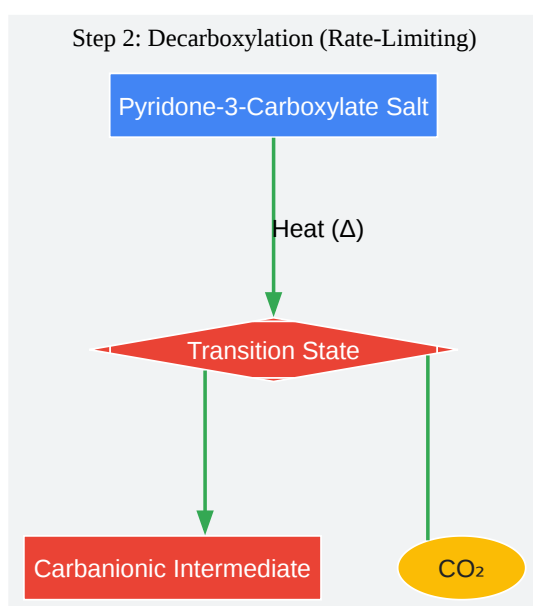 Step 2: Decarboxylation (Rate-Limiting)
Pyridone-3-Carboxylate Salt
Heat (Δ)
Transition State
Carbanionic Intermediate
CO₂